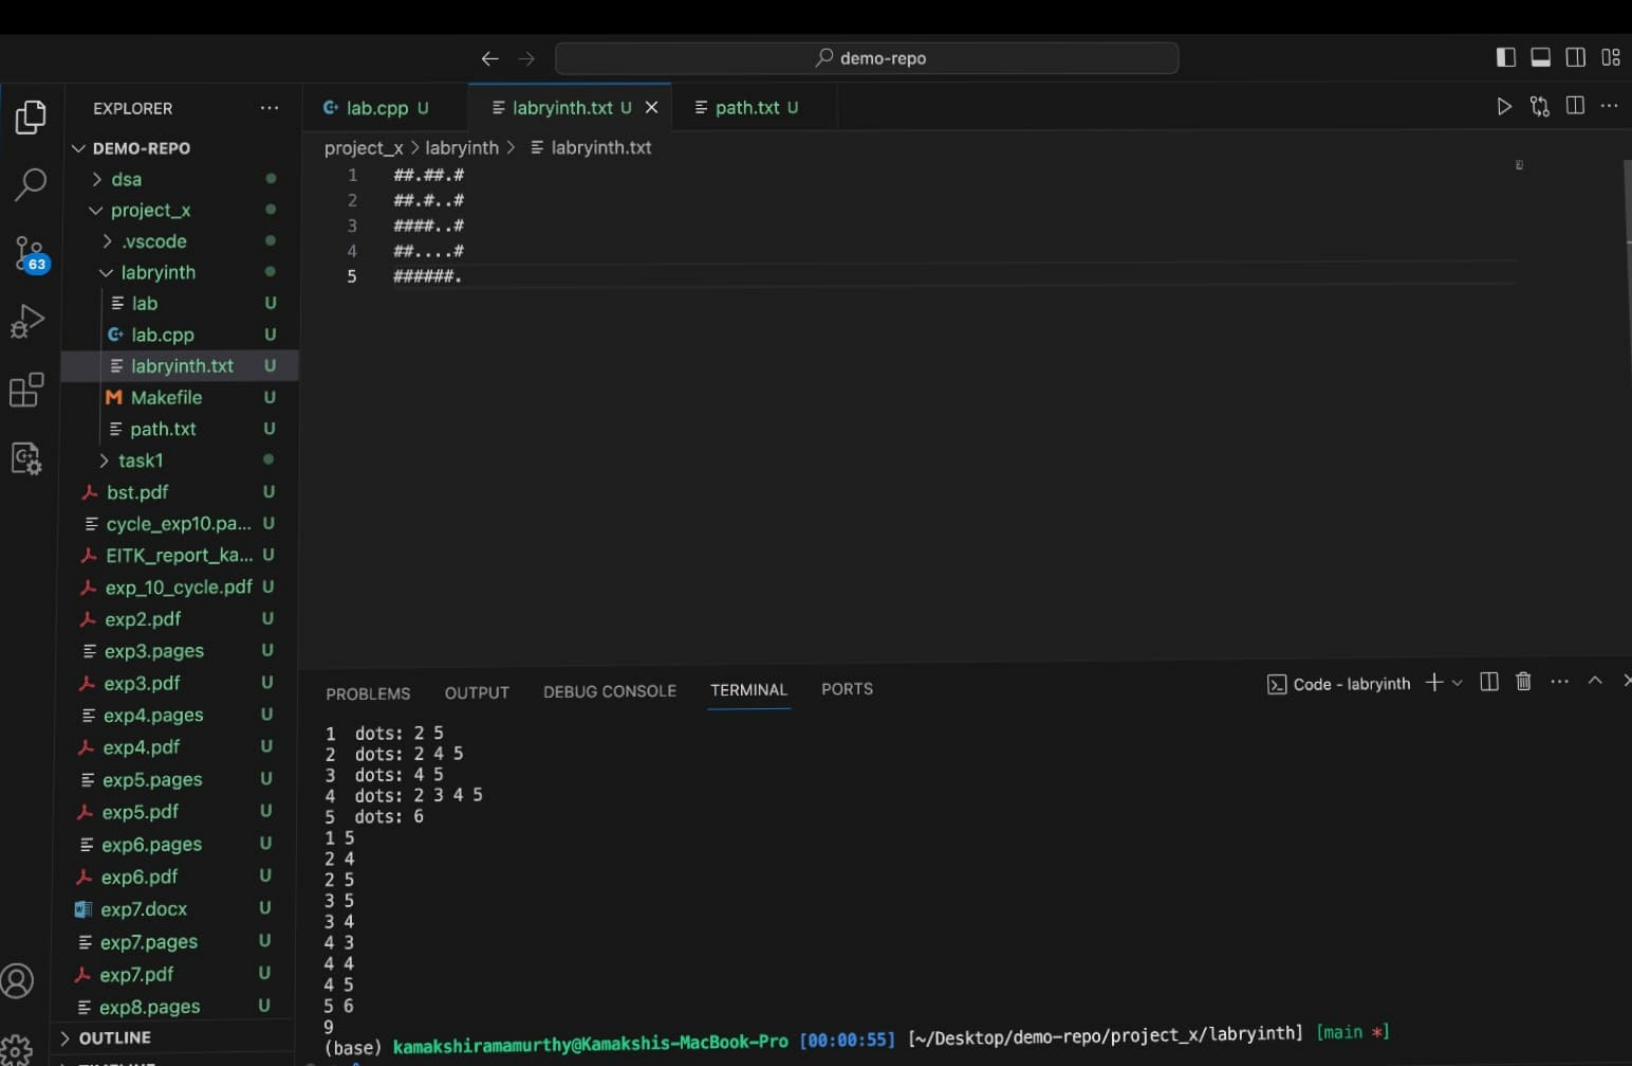 demo-repo
EXPLORER
lab.cpp U
labryinth.txt U
path.txt U
DEMO-REPO
project_x > labryinth > labryinth.txt
dsa
project_x
.vscode
63
labryinth
lab U
lab.cpp U
labryinth.txt U
M Makefile U
path.txt U
task1
bst.pdf U
cycle_exp10.pa... U
EITK_report_ka... U
exp_10_cycle.pdf U
exp2.pdf U
exp3.pages U
exp3.pdf U
exp4.pages U
exp4.pdf U
exp5.pages U
exp5.pdf U
exp6.pages U
exp6.pdf U
exp7.docx U
exp7.pages U
exp7.pdf U
exp8.pages U
OUTLINE
1 ##.##.#
2 ##.#..#
3 ####..#
4 ##....#
5 ######.
PROBLEMS OUTPUT DEBUG CONSOLE TERMINAL PORTS
Code - labryinth
1 dots: 2 5
2 dots: 2 4 5
3 dots: 4 5
4 dots: 2 3 4 5
5 dots: 6
1 5
2 4
2 5
3 5
3 4
4 3
4 4
4 5
5 6
9
(base) kamakshiramamurthy@Kamakshis-MacBook-Pro [00:00:55] [~/Desktop/demo-repo/project_x/labryinth] [main *]